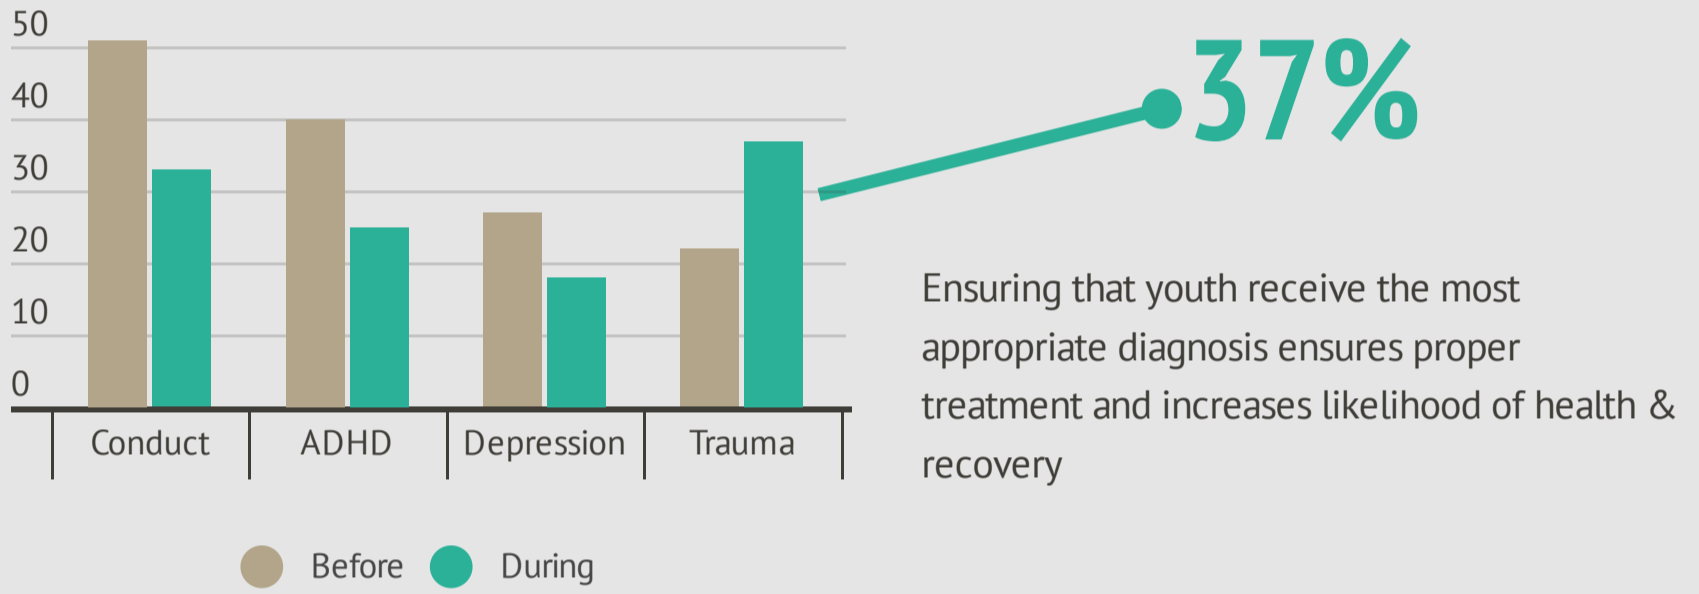 50
40
30
20
10
0
Conduct ADHD Depression Trauma
Before During
37%
Ensuring that youth receive the most
appropriate diagnosis ensures proper
treatment and increases likelihood of health &
recovery